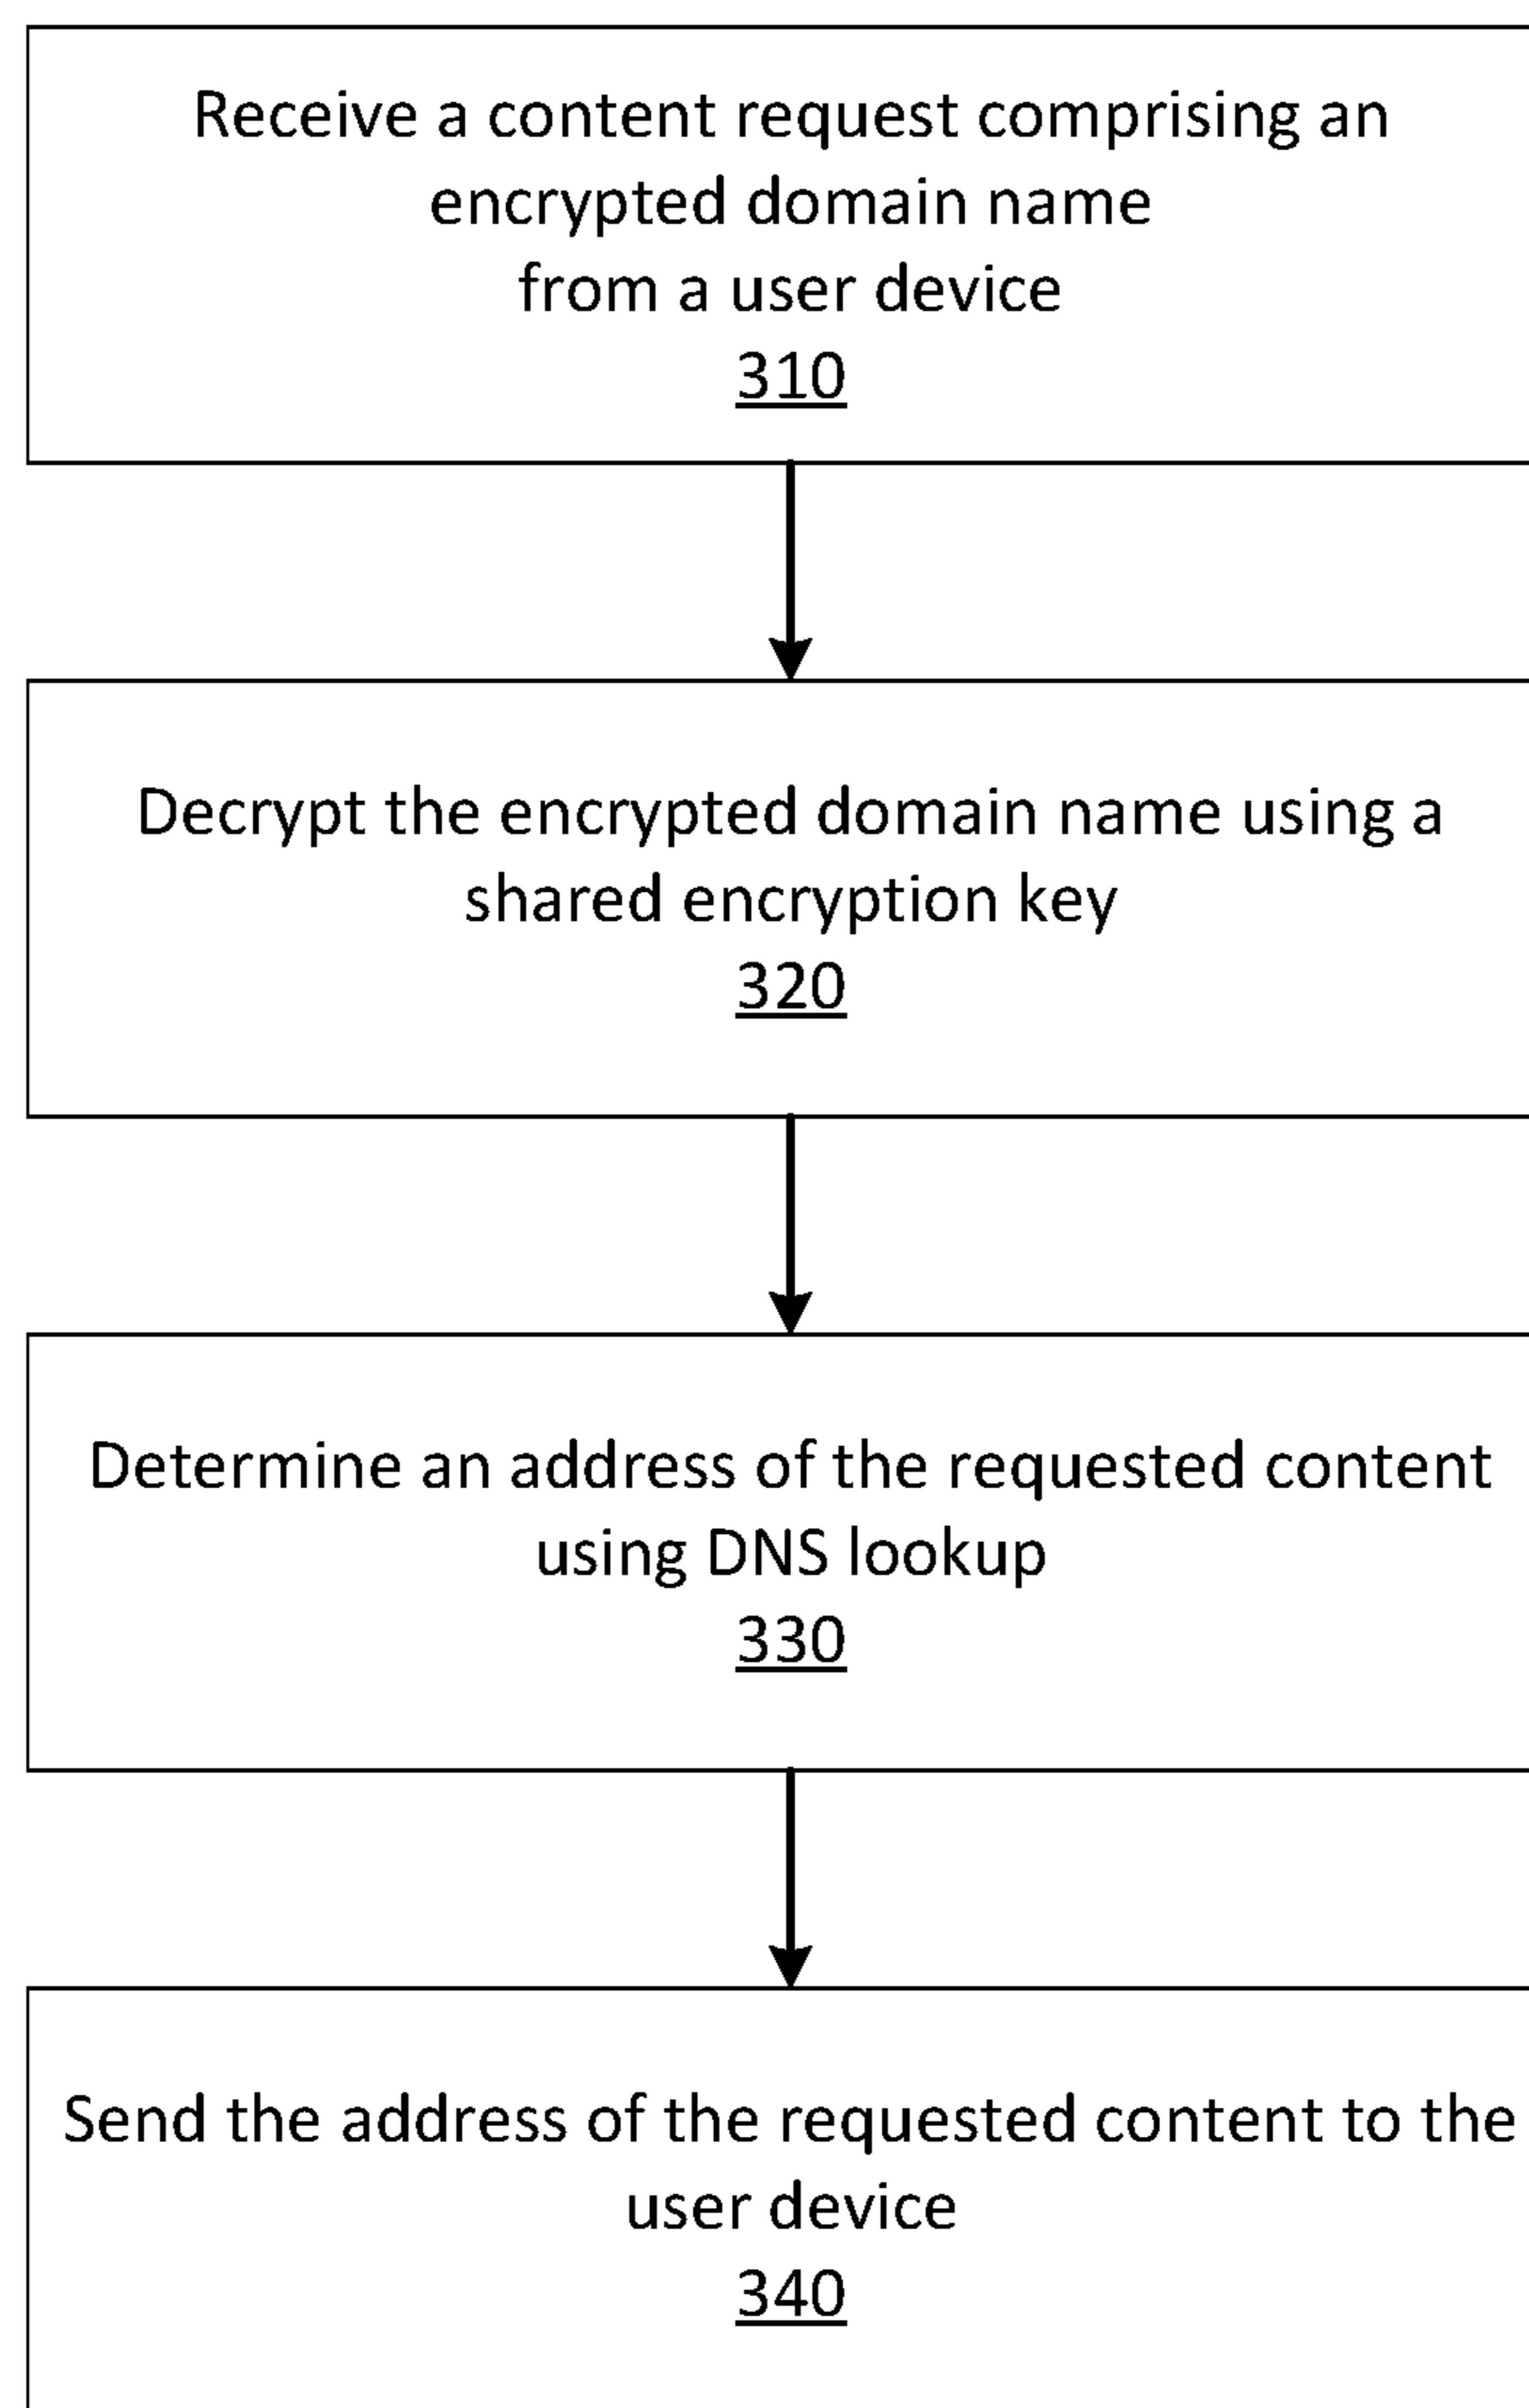 Receive a content request comprising an
encrypted domain name
from a user device
310
Decrypt the encrypted domain name using a
shared encryption key
320
Determine an address of the requested content
using DNS lookup
330
Send the address of the requested content to the
user device
340